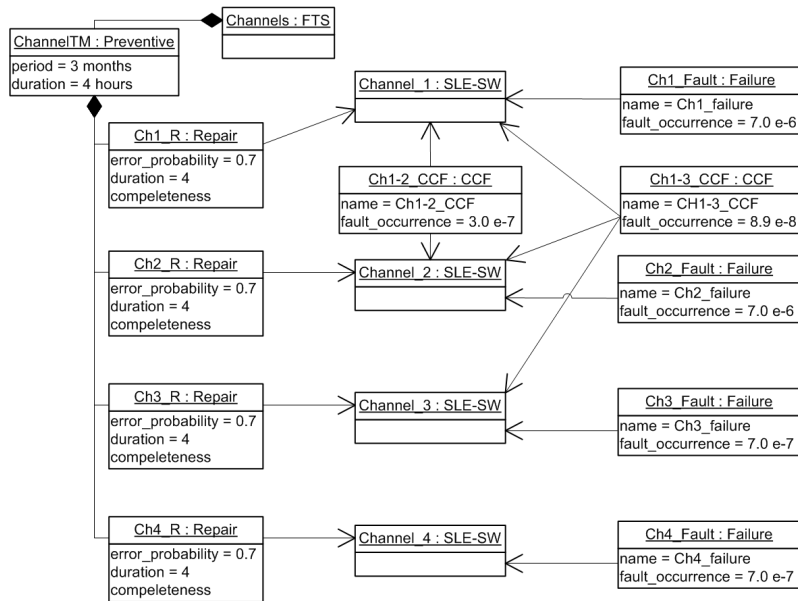 Channels : FTS
ChannelTM : Preventive
period = 3 months
duration = 4 hours
Channel_1 : SLE-SW
Ch1_Fault : Failure
name = Ch1_failure
fault_occurrence = 7.0 e-6
Ch1_R : Repair
error_probability = 0.7
duration = 4
compeleteness
Ch1-2_CCF : CCF
name = Ch1-2_CCF
fault_occurrence = 3.0 e-7
Ch1-3_CCF : CCF
name = CH1-3_CCF
fault_occurrence = 8.9 e-8
Ch2_R : Repair
error_probability = 0.7
duration = 4
compeleteness
Channel_2 : SLE-SW
Ch2_Fault : Failure
name = Ch2_failure
fault_occurrence = 7.0 e-6
Ch3_R : Repair
error_probability = 0.7
duration = 4
compeleteness
Channel_3 : SLE-SW
Ch3_Fault : Failure
name = Ch3_failure
fault_occurrence = 7.0 e-7
Ch4_R : Repair
error_probability = 0.7
duration = 4
compeleteness
Channel_4 : SLE-SW
Ch4_Fault : Failure
name = Ch4_failure
fault_occurrence = 7.0 e-7